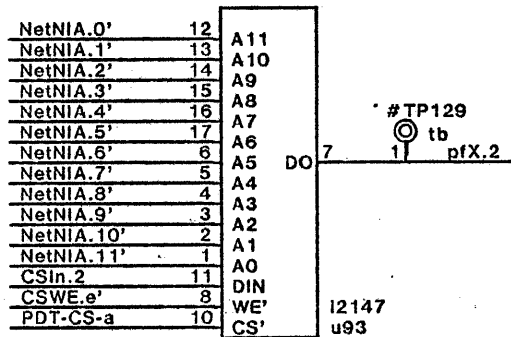 NetNIA.0' 12 A11
NetNIA.1' 13 A10
NetNIA.2' 14 A9
NetNIA.3' 15 A8
NetNIA.4' 16 A7
NetNIA.5' 17 A6
NetNIA.6' 6 A5 DO 7 1 pfX.2
#TP129
tb
NetNIA.7' 5 A4
NetNIA.8' 4 A3
NetNIA.9' 3 A2
NetNIA.10' 2 A1
NetNIA.11' 1 A0
CSIn.2 11 DIN
CSWE.e' 8 WE' i2147
PDT-CS-a 10 CS' u93